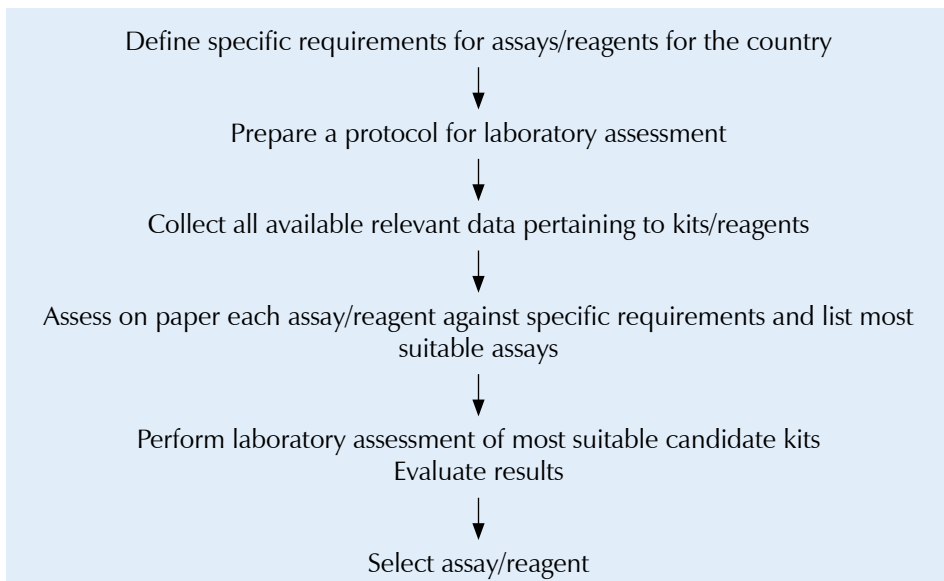 Define specific requirements for assays/reagents for the country
Prepare a protocol for laboratory assessment
Collect all available relevant data pertaining to kits/reagents
Assess on paper each assay/reagent against specific requirements and list most
suitable assays
Perform laboratory assessment of most suitable candidate kits
Evaluate results
Select assay/reagent